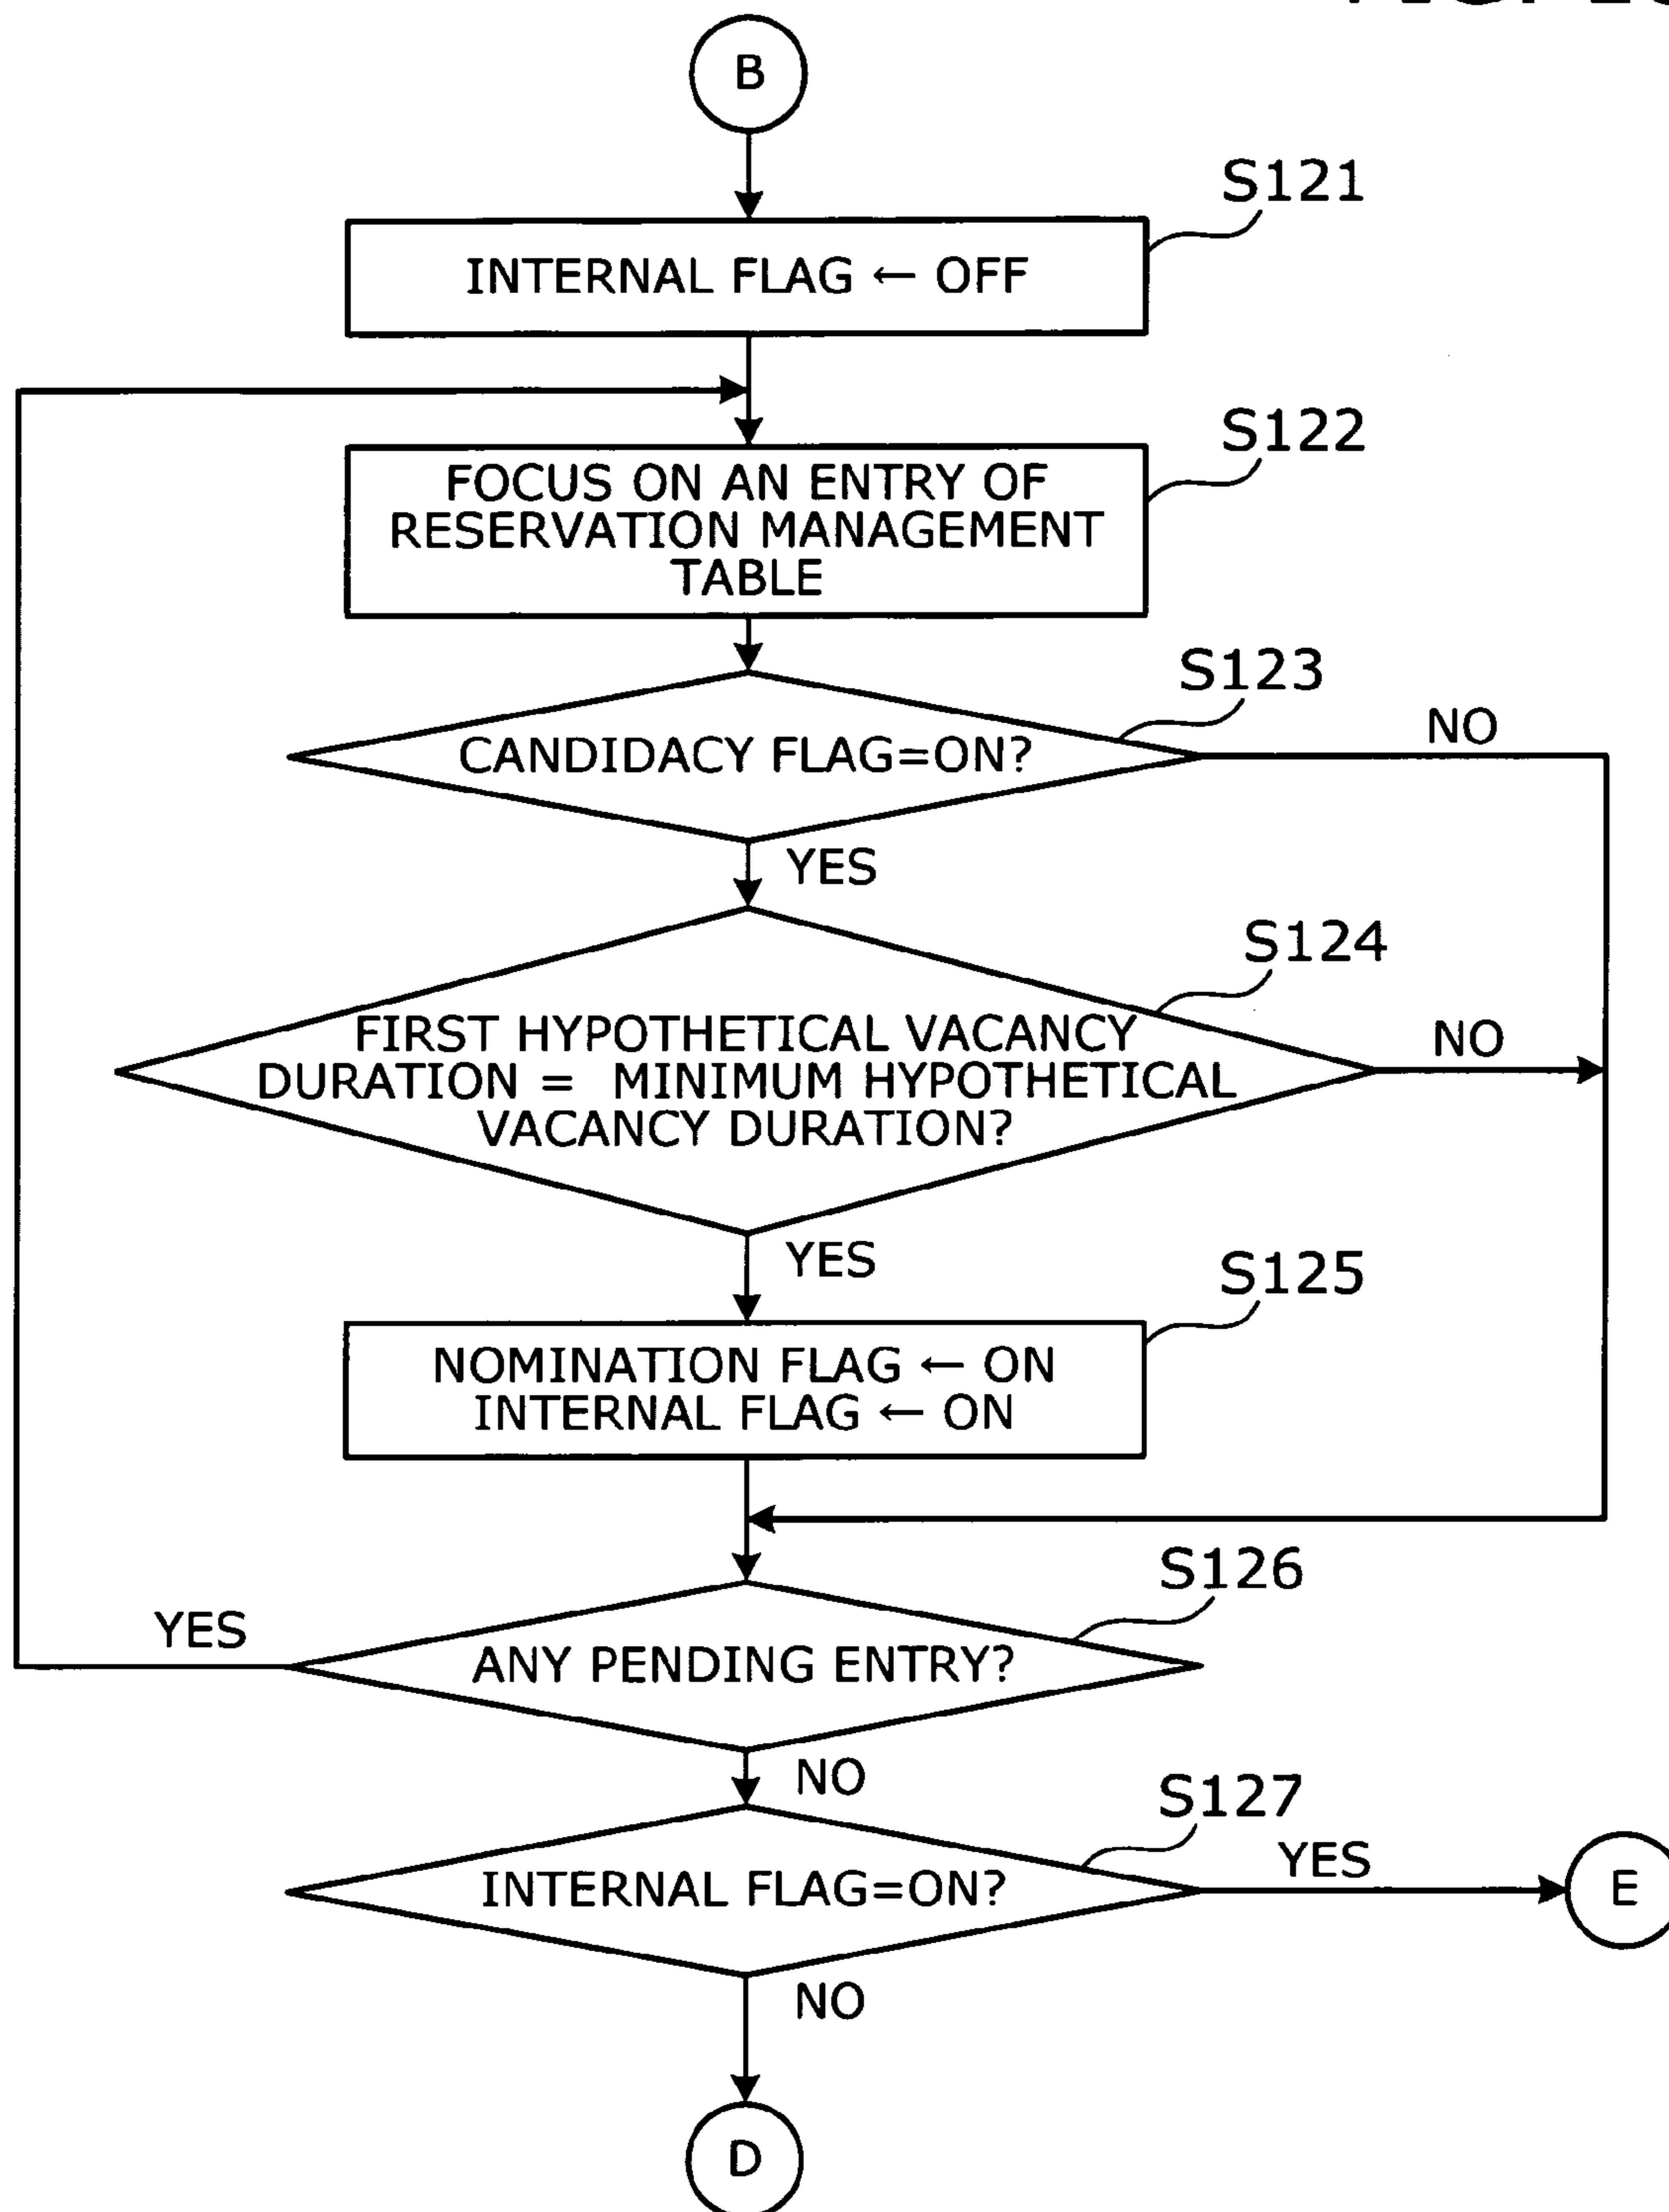 B
S121
INTERNAL FLAG ← OFF
S122
FOCUS ON AN ENTRY OF
RESERVATION MANAGEMENT
TABLE
S123
CANDIDACY FLAG=ON?
NO
YES
S124
FIRST HYPOTHETICAL VACANCY
DURATION = MINIMUM HYPOTHETICAL
VACANCY DURATION?
NO
YES
S125
NOMINATION FLAG ← ON
INTERNAL FLAG ← ON
S126
YES
ANY PENDING ENTRY?
NO
S127
INTERNAL FLAG=ON?
YES
E
NO
D